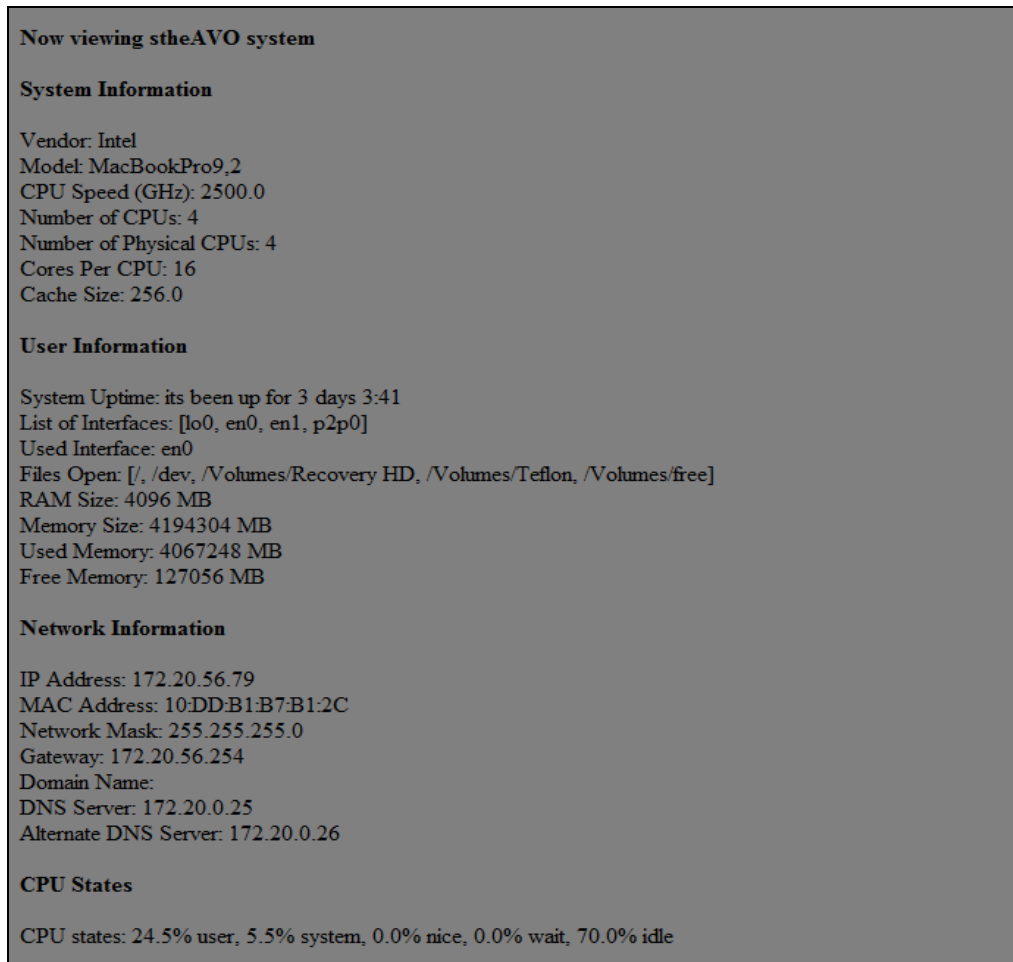 Now viewing stheAVO system
System Information
Vendor: Intel
Model: MacBookPro9,2
CPU Speed (GHz): 2500.0
Number of CPUs: 4
Number of Physical CPUs: 4
Cores Per CPU: 16
Cache Size: 256.0
User Information
System Uptime: its been up for 3 days 3:41
List of Interfaces: [lo0, en0, en1, p2p0]
Used Interface: en0
Files Open: [/, /dev, /Volumes/Recovery HD, /Volumes/Teflon, /Volumes/free]
RAM Size: 4096 MB
Memory Size: 4194304 MB
Used Memory: 4067248 MB
Free Memory: 127056 MB
Network Information
IP Address: 172.20.56.79
MAC Address: 10:DD:B1:B7:B1:2C
Network Mask: 255.255.255.0
Gateway: 172.20.56.254
Domain Name:
DNS Server: 172.20.0.25
Alternate DNS Server: 172.20.0.26
CPU States
CPU states: 24.5% user, 5.5% system, 0.0% nice, 0.0% wait, 70.0% idle